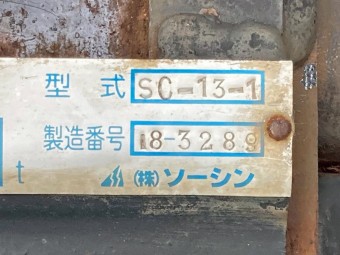 型式 SC-13-1
製造番号 18-3289
t (株)ソーシン